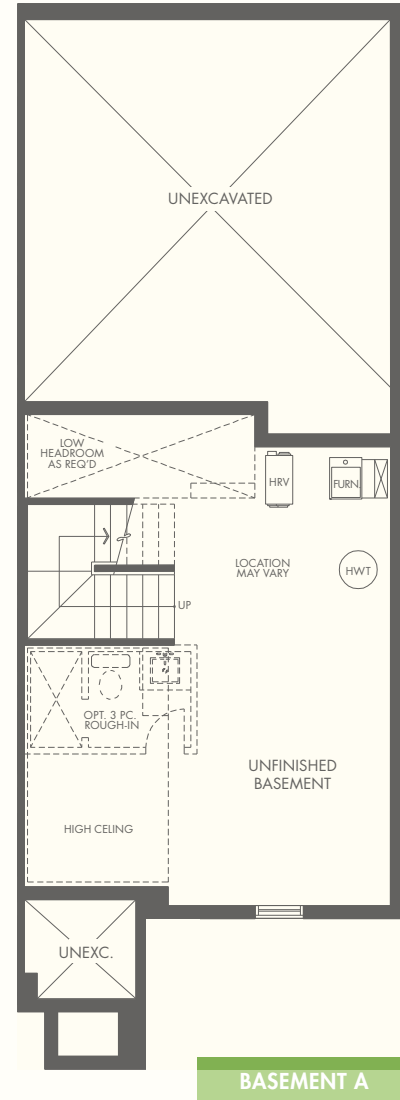 UNEXCAVATED
LOW
HEADROOM
AS REQ'D
HRV
FURN.
LOCATION
MAY VARY
HWT
UP
OPT. 3 PC.
ROUGH-IN
UNFINISHED
BASEMENT
HIGH CELING
UNEXC.
BASEMENT A